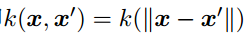 k(𝒙, 𝒙′) = k(‖𝒙 − 𝒙′‖)